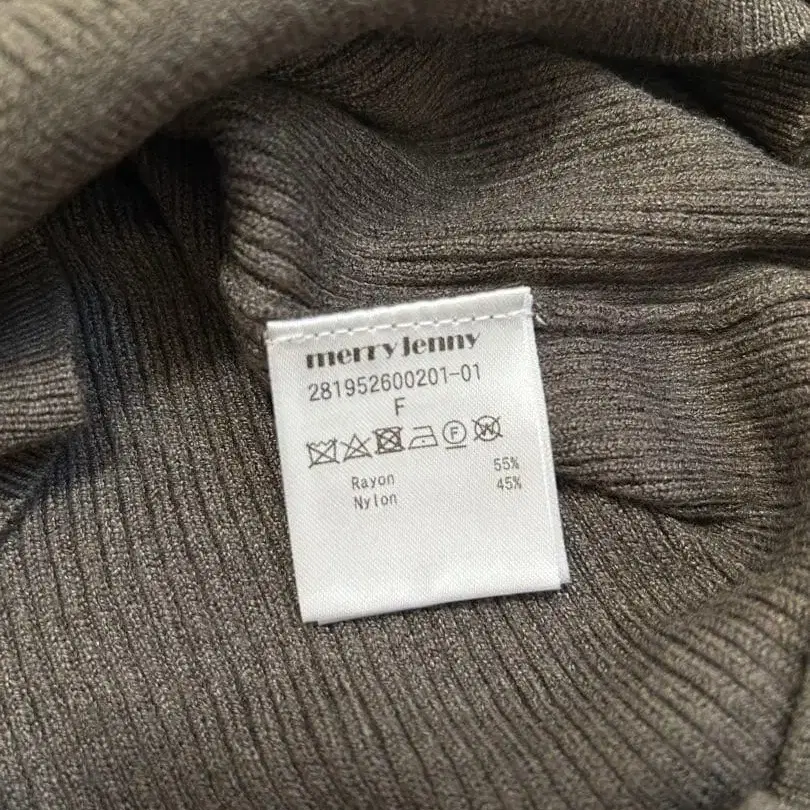 merry jenny
281952600201-01
F
F W
Rayon 55%
Nylon 45%